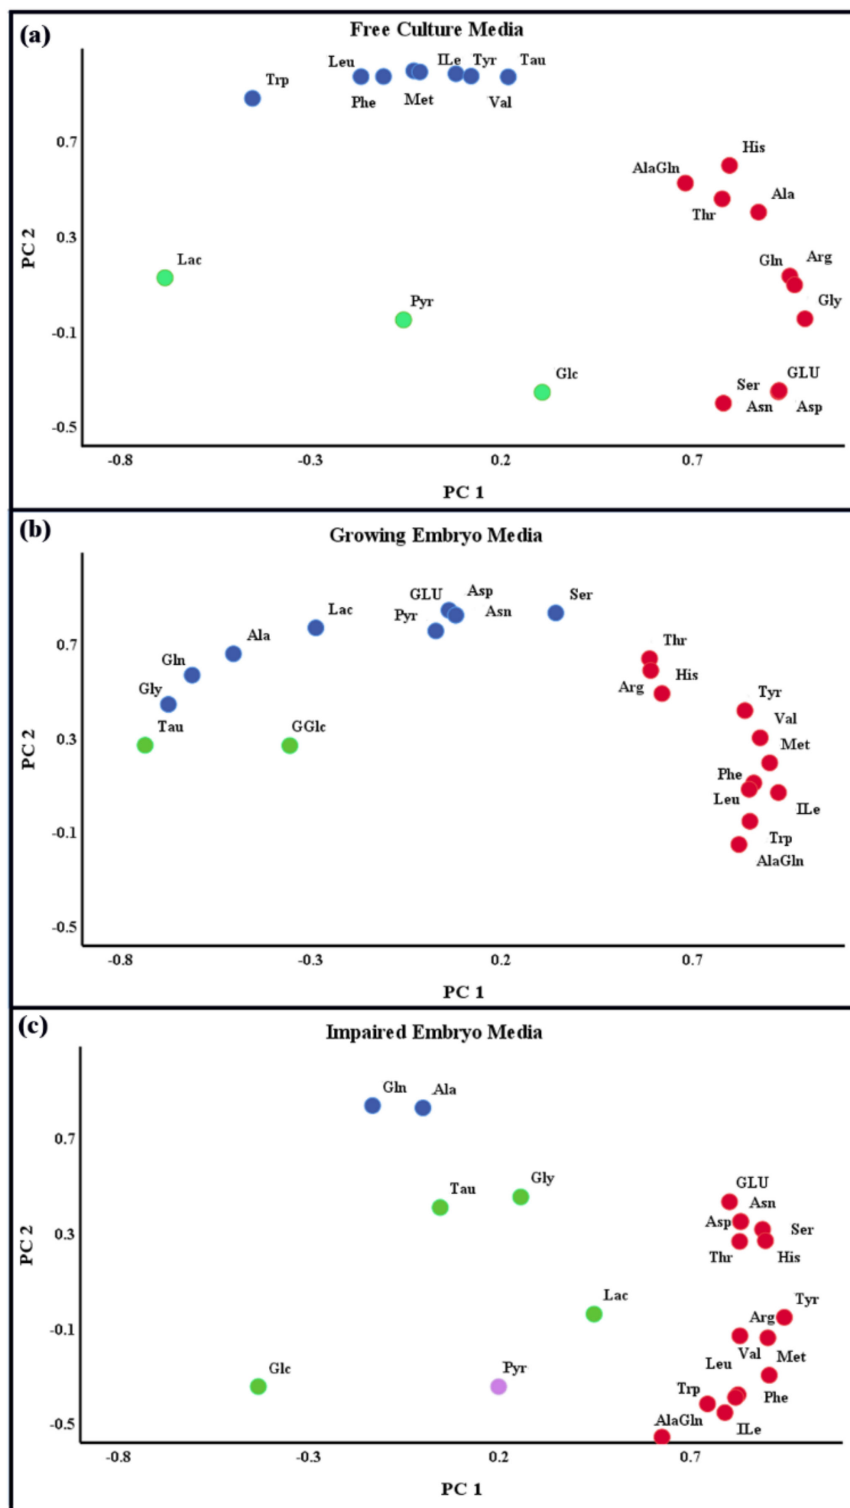 (a)
Free Culture Media
Leu ILe Tyr Tau
Trp
Phe Met Val
0.7
His
AlaGln
Thr Ala
PC 2
0.3
Lac
Gln Arg
Pyr
Gly
-0.1
Glc
Ser GLU
Asn Asp
-0.5
-0.8 -0.3 0.2 0.7
PC 1
(b)
Growing Embryo Media
GLU Asp
Lac Pyr Asn Ser
0.7
Ala
Gln
Thr
Gly
Arg His
Tau GGlc
Tyr
Val
PC 2
0.3
Met
Phe
Leu ILe
-0.1
Trp
AlaGln
-0.5
-0.8 -0.3 0.2 0.7
PC 1
(c)
Impaired Embryo Media
Gln Ala
0.7
Tau Gly
GLU
Asn
Asp Ser
PC 2
0.3
Thr His
Lac
Tyr
-0.1
Arg
Val Met
Glc Pyr
Leu
Trp Phe
-0.5
AlaGln ILe
-0.8 -0.3 0.2 0.7
PC 1